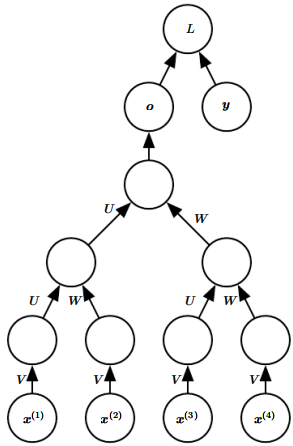 L
o y
U W
U W U W
V V V V
x(1) x(2) x(3) x(4)